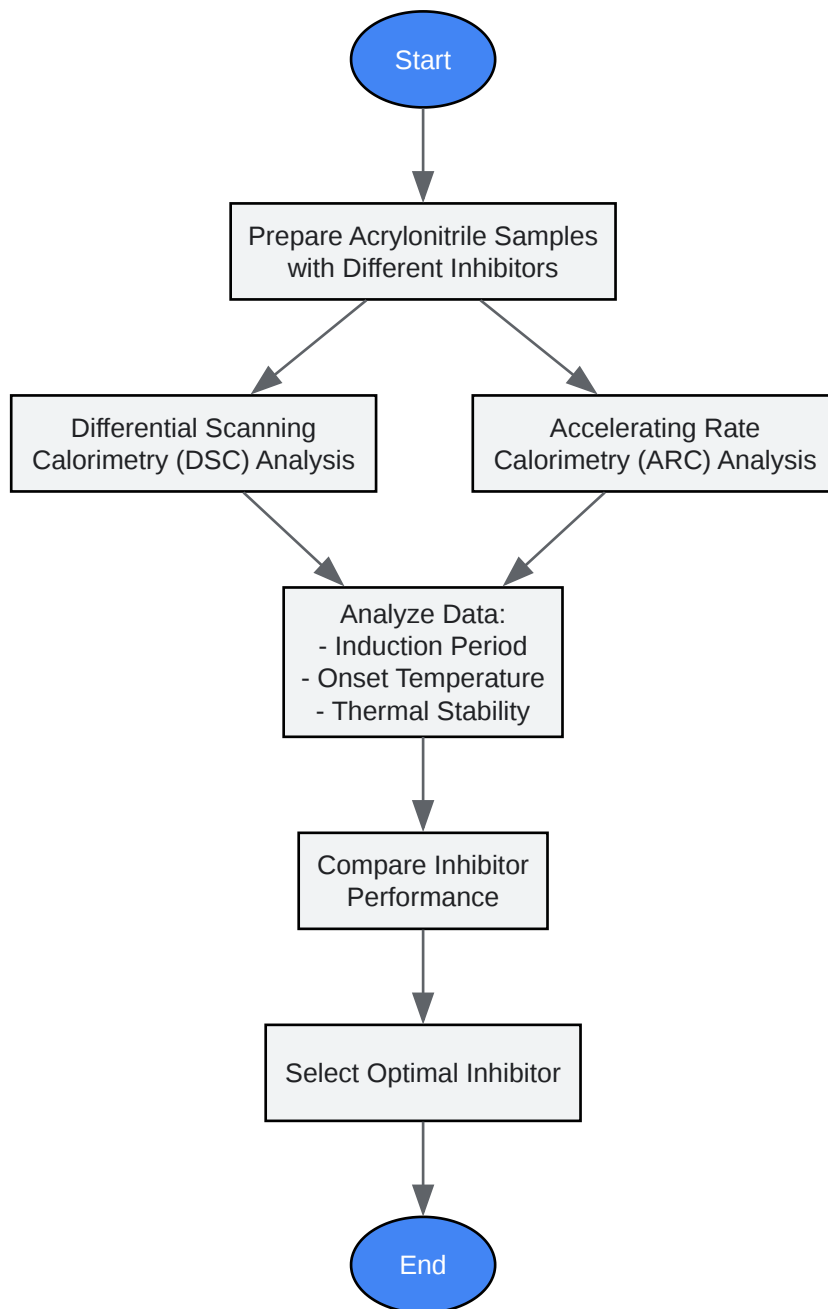 Start
Prepare Acrylonitrile Samples
with Different Inhibitors
Differential Scanning
Calorimetry (DSC) Analysis
Accelerating Rate
Calorimetry (ARC) Analysis
Analyze Data:
- Induction Period
- Onset Temperature
- Thermal Stability
Compare Inhibitor
Performance
Select Optimal Inhibitor
End